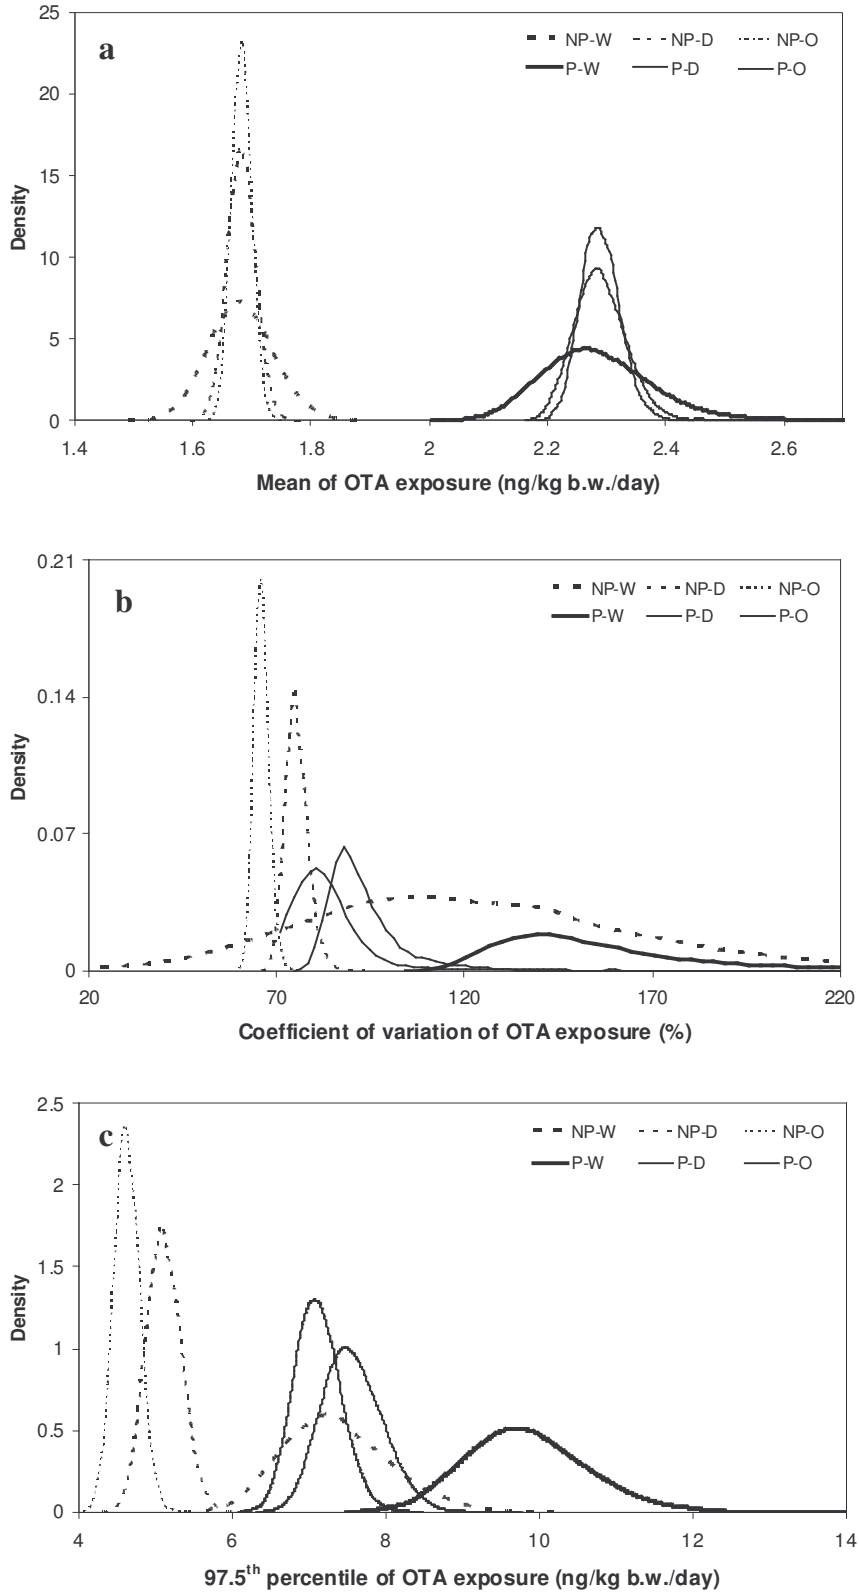 a
NP-W NP-D NP-O
P-W P-D P-O
25
20
15
10
5
0
Density
1.4 1.6 1.8 2 2.2 2.4 2.6
Mean of OTA exposure (ng/kg b.w./day)
b
NP-W NP-D NP-O
P-W P-D P-O
0.21
0.14
0.07
0
Density
20 70 120 170 220
Coefficient of variation of OTA exposure (%)
c
NP-W NP-D NP-O
P-W P-D P-O
2.5
2
1.5
1
0.5
0
Density
4 6 8 10 12 14
97.5th percentile of OTA exposure (ng/kg b.w./day)